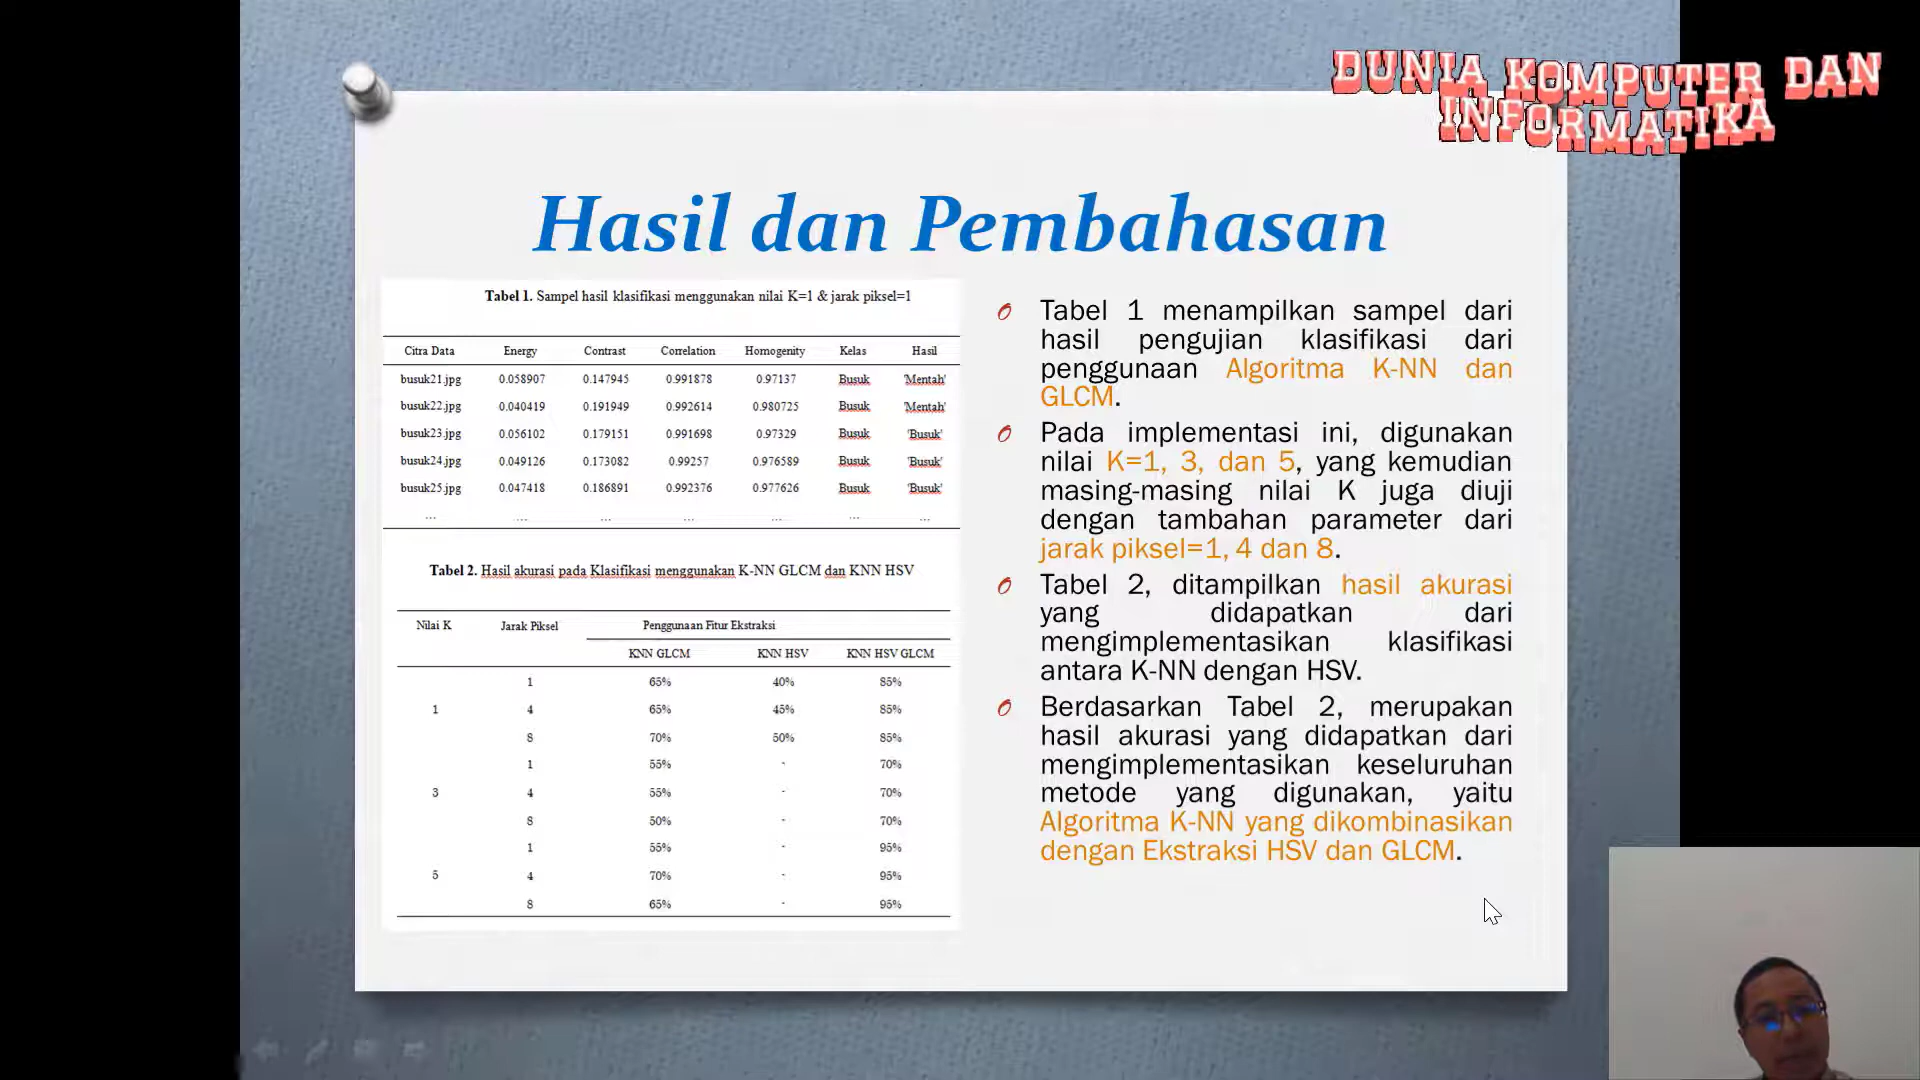 DUNIA KOMPUTER DAN
INFORMATIKA
Hasil dan Pembahasan
Tabel 1. Sampel hasil klasifikasi menggunakan nilai K=1 & jarak piksel=1
Citra Data Energy Contrast Correlation Homogenity Kelas Hasil
busuk21.jpg 0.058907 0.147945 0.991878 0.97137 Busuk 'Mentah'
busuk22.jpg 0.040419 0.191949 0.992614 0.980725 Busuk 'Mentah'
busuk23.jpg 0.056102 0.179151 0.991698 0.97329 Busuk 'Busuk'
busuk24.jpg 0.049126 0.173082 0.99257 0.976589 Busuk 'Busuk'
busuk25.jpg 0.047418 0.186891 0.992376 0.977626 Busuk 'Busuk'
... ... ... ... ... ... ...
Tabel 2. Hasil akurasi pada Klasifikasi menggunakan K-NN GLCM dan KNN HSV
Nilai K Jarak Piksel Penggunaan Fitur Ekstraksi
KNN GLCM KNN HSV KNN HSV GLCM
1 65% 40% 85%
1 4 65% 45% 85%
8 70% 50% 85%
1 55% - 70%
3 4 55% - 70%
8 50% - 70%
1 55% - 95%
5 4 70% - 95%
8 65% - 95%
Tabel 1 menampilkan sampel dari
hasil pengujian klasifikasi dari
penggunaan Algoritma K-NN dan
GLCM.
Pada implementasi ini, digunakan
nilai K=1, 3, dan 5, yang kemudian
masing-masing nilai K juga diuji
dengan tambahan parameter dari
jarak piksel=1, 4 dan 8.
Tabel 2, ditampilkan hasil akurasi
yang didapatkan dari
mengimplementasikan klasifikasi
antara K-NN dengan HSV.
Berdasarkan Tabel 2, merupakan
hasil akurasi yang didapatkan dari
mengimplementasikan keseluruhan
metode yang digunakan, yaitu
Algoritma K-NN yang dikombinasikan
dengan Ekstraksi HSV dan GLCM.